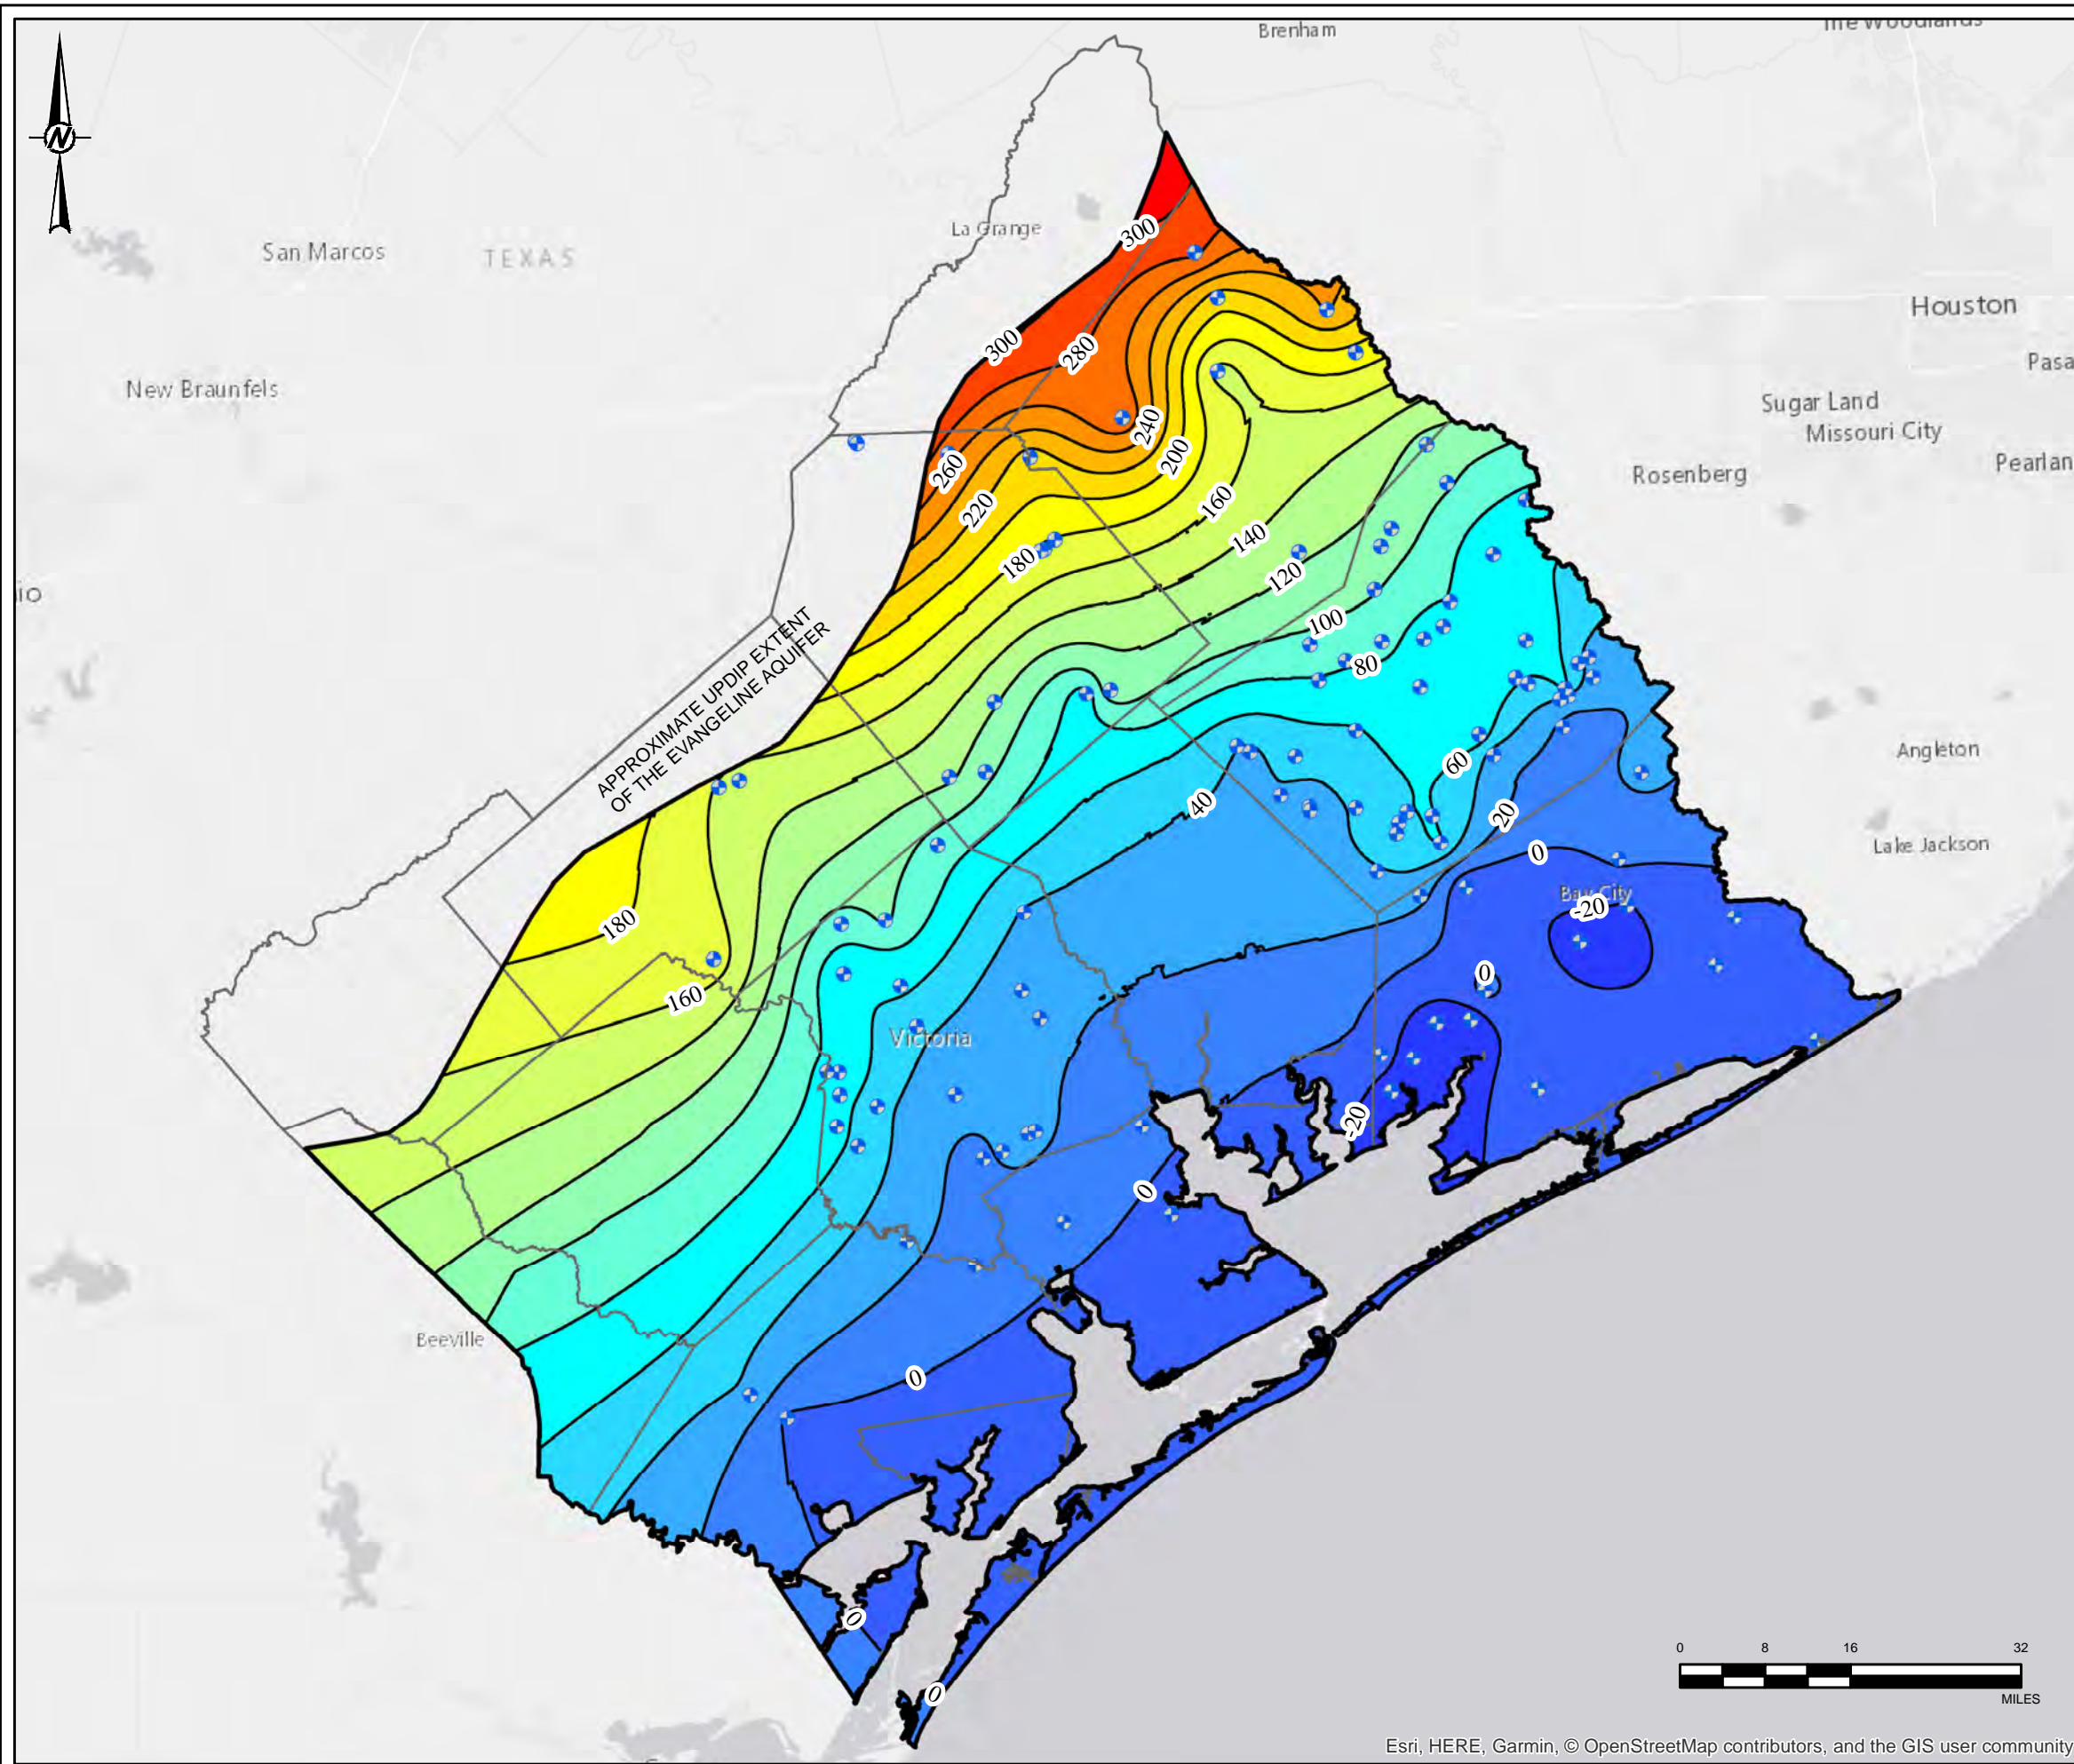 Brenham
The Woodlands
N
La Grange
San Marcos
TEXAS
300
Houston
300
280
Pasa
New Braunfels
Sugar Land
Missouri City
240
200
260
Rosenberg
Pearlan
220
160
140
180
120
io
100
80
APPROXIMATE UPDIP EXTENT
OF THE EVANGELINE AQUIFER
60
Angleton
40
20
0
Lake Jackson
Bay City
-20
180
0
160
Victoria
-20
0
Beeville
0
0
0
0 8 16 32
MILES
Esri, HERE, Garmin, © OpenStreetMap contributors, and the GIS user community